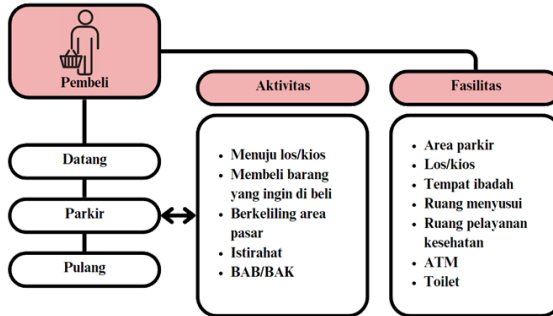 Pembeli
Datang
Parkir
Pulang
Aktivitas
• Menuju los/kios
• Membeli barang
yang ingin di beli
• Berkeliling area
pasar
• Istirahat
• BAB/BAK
Fasilitas
• Area parkir
• Los/kios
• Tempat ibadah
• Ruang menyusui
• Ruang pelayanan
kesehatan
• ATM
• Toilet